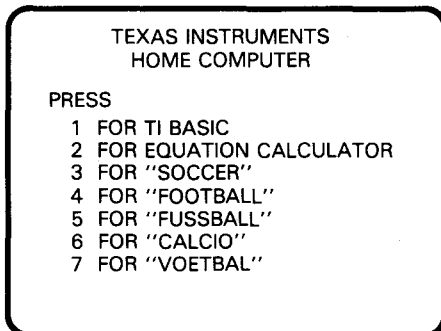 TEXAS INSTRUMENTS
HOME COMPUTER
PRESS
1 FOR TI BASIC
2 FOR EQUATION CALCULATOR
3 FOR "SOCCER"
4 FOR "FOOTBALL"
5 FOR "FUSSBALL"
6 FOR "CALCIO"
7 FOR "VOETBAL"